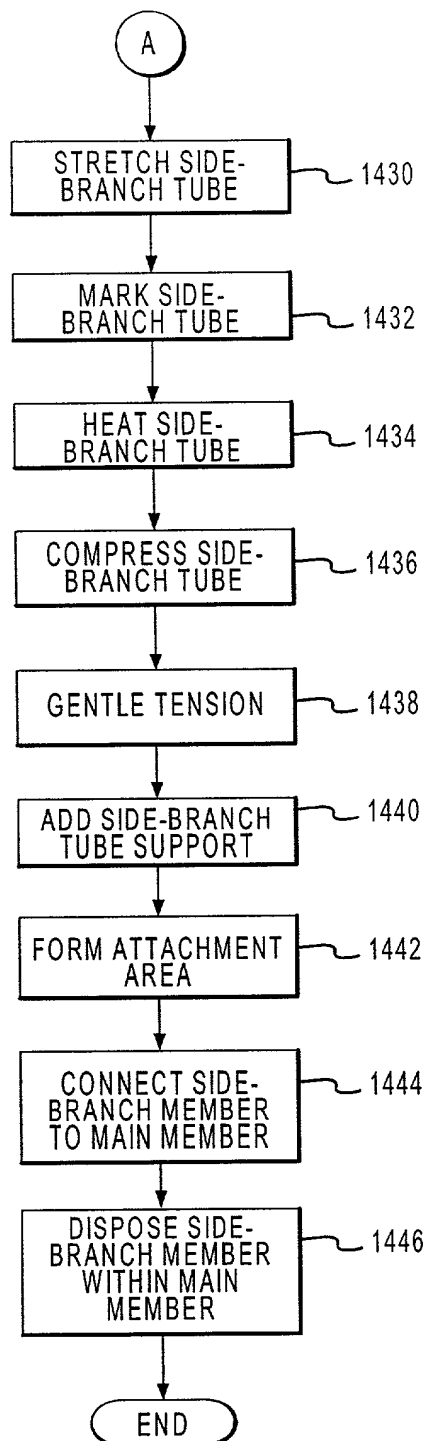 A
STRETCH SIDE-
BRANCH TUBE
1430
MARK SIDE-
BRANCH TUBE
1432
HEAT SIDE-
BRANCH TUBE
1434
COMPRESS SIDE-
BRANCH TUBE
1436
GENTLE TENSION
1438
ADD SIDE-BRANCH
TUBE SUPPORT
1440
FORM ATTACHMENT
AREA
1442
CONNECT SIDE-
BRANCH MEMBER
TO MAIN MEMBER
1444
DISPOSE SIDE-
BRANCH MEMBER
WITHIN MAIN
MEMBER
1446
END